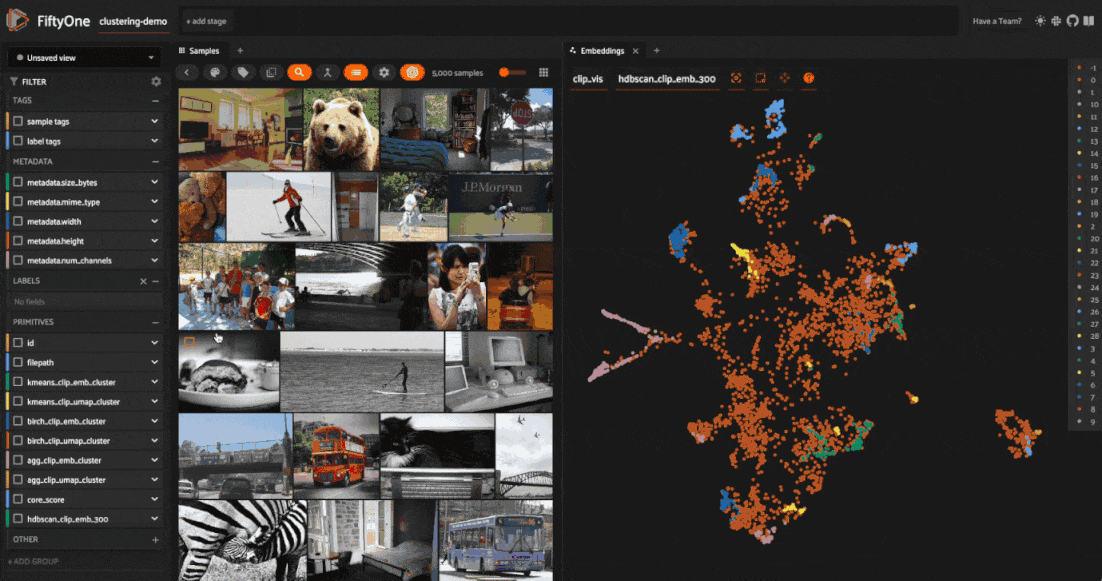 FiftyOne
clustering-demo
+ add stage
Have a Team?
Unsaved view
FILTER
TAGS
sample tags
label tags
METADATA
metadata.size_bytes
metadata.mime_type
metadata.width
metadata.height
metadata.num_channels
LABELS
No fields
PRIMITIVES
id
filepath
kmeans_clip_emb_cluster
kmeans_clip_umap_cluster
birch_clip_emb_cluster
birch_clip_umap_cluster
agg_clip_emb_cluster
agg_clip_umap_cluster
core_score
hdbscan_clip_emb_300
OTHER
+ ADD GROUP
Samples
5,000 samples
STOP
J.P.Morgan
Embeddings
clip_vis
hdbscan_clip_emb_300
-1
0
1
10
11
12
13
14
15
16
17
18
19
2
20
21
22
23
24
25
26
27
28
3
4
5
6
7
8
9